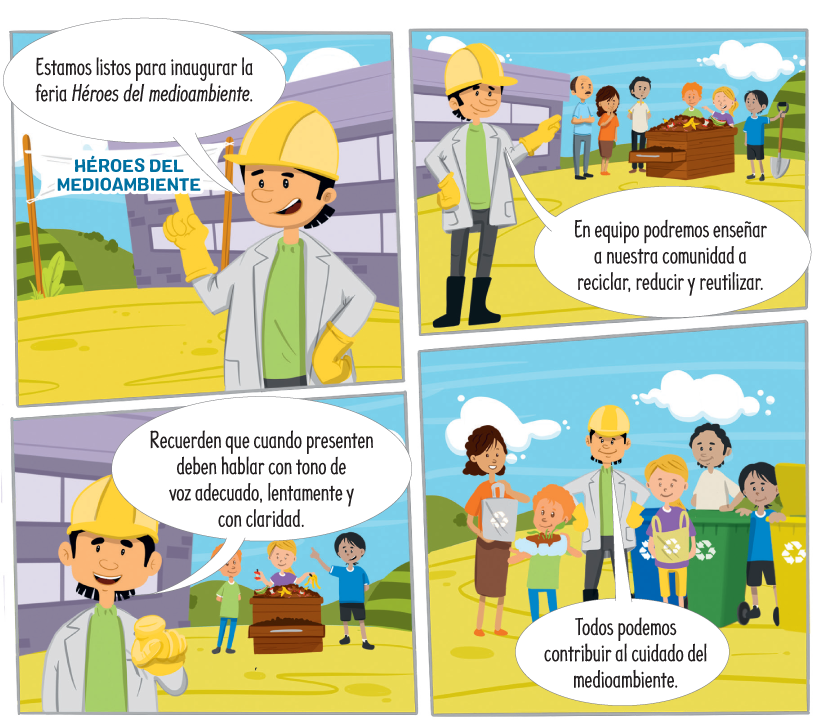 Estamos listos para inaugurar la
feria Héroes del medioambiente.
HÉROES DEL
MEDIOAMBIENTE
En equipo podremos enseñar
a nuestra comunidad a
reciclar, reducir y reutilizar.
Recuerden que cuando presenten
deben hablar con tono de
voz adecuado, lentamente y
con claridad.
Todos podemos
contribuir al cuidado del
medioambiente.